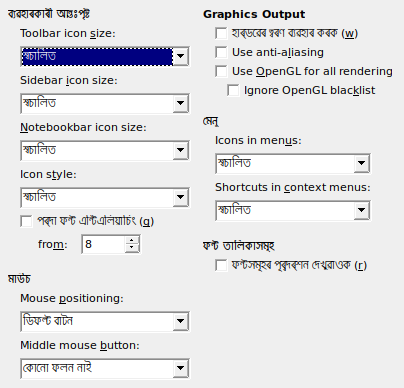 ব্যৱহাৰকাৰী আন্তঃপৃষ্ট
Toolbar icon size:
স্বচালিত
Sidebar icon size:
স্বচালিত
Notebookbar icon size:
স্বচালিত
Icon style:
স্বচালিত
পৰ্দা ফন্ট এন্টিএলিয়াচিং (q)
from:
8
মাউচ
Mouse positioning:
ডিফল্ট বাটন
Middle mouse button:
কোনো ফলন নাই
Graphics Output
হাৰ্ডৱেৰ ত্বৰণ ব্যৱহাৰ কৰক (w)
Use anti-aliasing
Use OpenGL for all rendering
Ignore OpenGL blacklist
মেনু
Icons in menus:
স্বচালিত
Shortcuts in context menus:
স্বচালিত
ফন্ট তালিকাসমূহ
ফন্টসমূহৰ পূৰ্বদৰ্শন দেখুৱাওক (r)